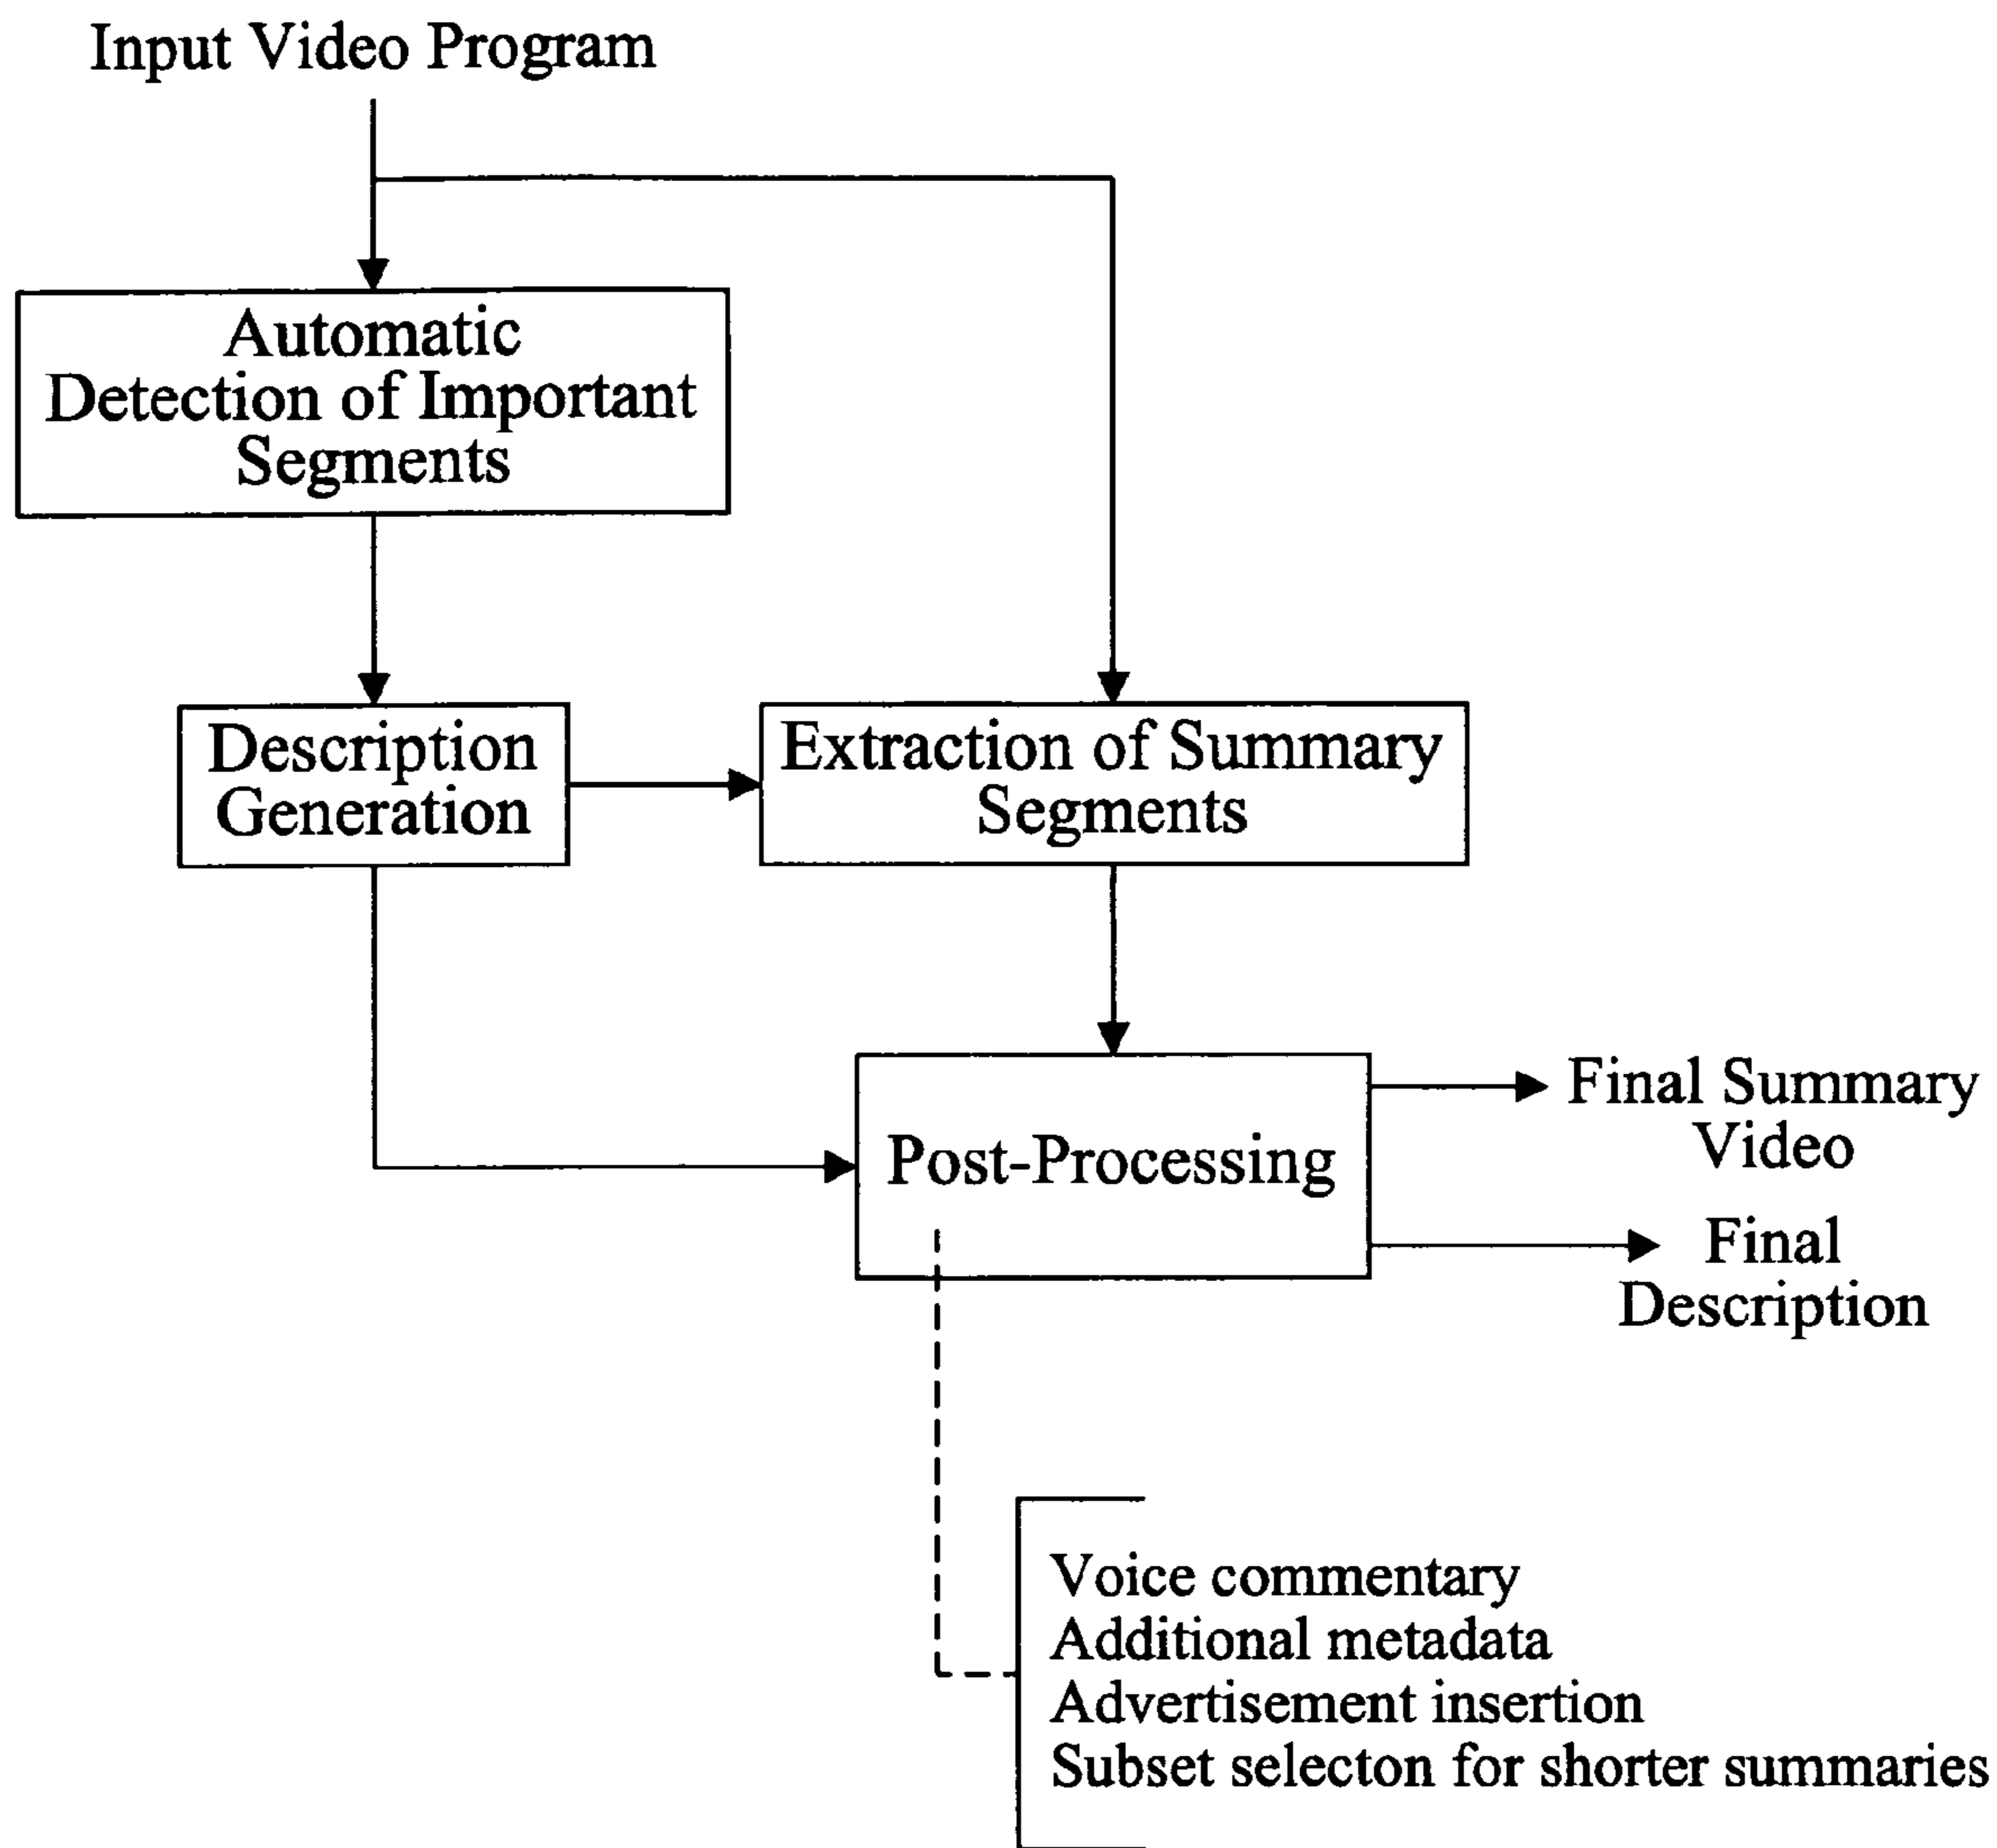 Input Video Program
Automatic
Detection of Important
Segments
Description
Generation
Extraction of Summary
Segments
Post-Processing
Final Summary
Video
Final
Description
Voice commentary
Additional metadata
Advertisement insertion
Subset selecton for shorter summaries